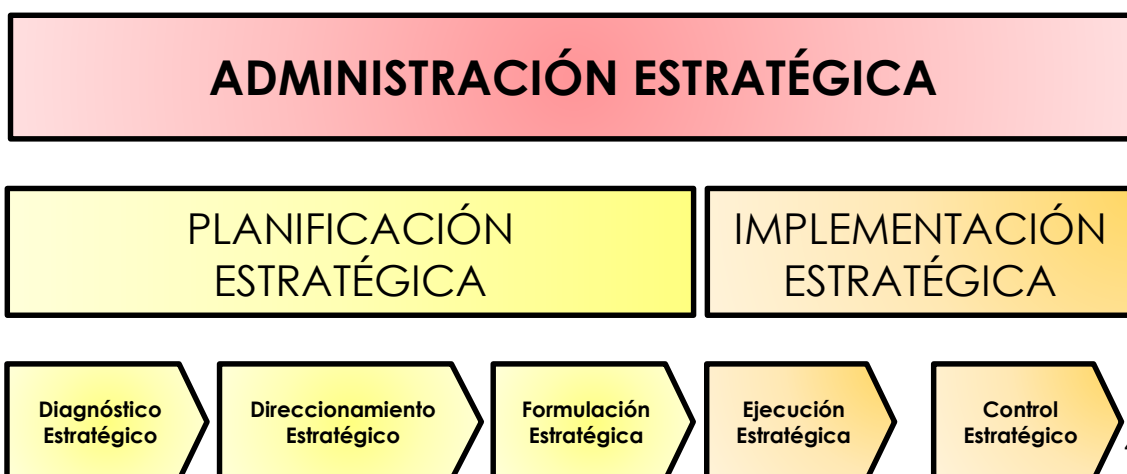 ADMINISTRACIÓN ESTRATÉGICA
PLANIFICACIÓN
ESTRATÉGICA
IMPLEMENTACIÓN
ESTRATÉGICA
Diagnóstico
Estratégico
Direccionamiento
Estratégico
Formulación
Estratégica
Ejecución
Estratégica
Control
Estratégico